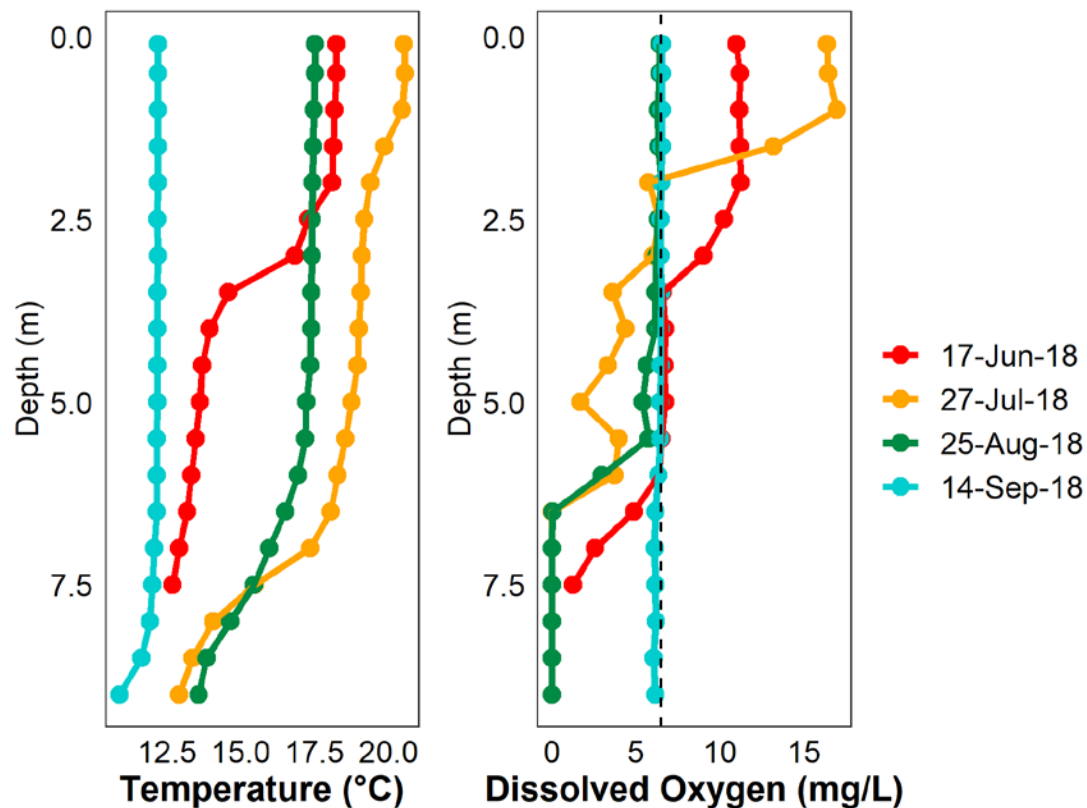 0.0
2.5
5.0
7.5
Depth (m)
12.5 15.0 17.5 20.0
Temperature (°C)
0.0
2.5
5.0
7.5
Depth (m)
0 5 10 15
Dissolved Oxygen (mg/L)
17-Jun-18
27-Jul-18
25-Aug-18
14-Sep-18